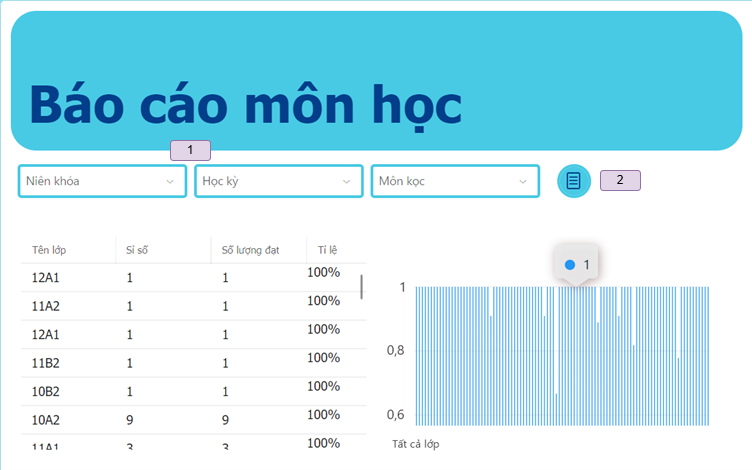 Báo cáo môn học
1
Niên khóa
Học kỳ
Môn kọc
2
Tên lớp Sỉ số Số lượng đạt Tỉ lệ
12A1 1 1 100%
11A2 1 1 100%
12A1 1 1 100%
11B2 1 1 100%
10B2 1 1 100%
10A2 9 9 100%
11A1 3 3 100%
1
1
0,8
0,6
Tất cả lớp